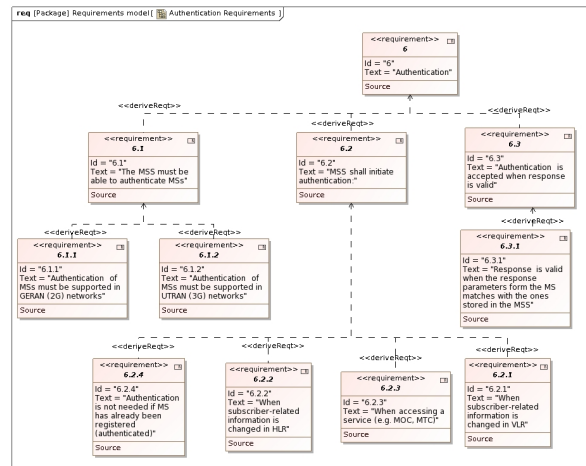 req [Package] Requirements model [ Authentication Requirements ]
<<requirement>>
6
Id = "6"
Text = "Authentication"
Source
<<deriveReqt>>
<<deriveReqt>>
<<requirement>>
6.1
Id = "6.1"
Text = "The MSS must be
able to authenticate MSs"
Source
<<requirement>>
6.2
Id = "6.2"
Text = "MSS shall initiate
authentication:"
Source
<<requirement>>
6.3
Id = "6.3"
Text = "Authentication is
accepted when response
is valid"
Source
<<deriveReqt>>
<<deriveReqt>>
<<deriveReqt>>
<<requirement>>
6.1.1
Id = "6.1.1"
Text = "Authentication of
MSs must be supported in
GERAN (2G) networks"
Source
<<requirement>>
6.1.2
Id = "6.1.2"
Text = "Authentication of
MSs must be supported in
UTRAN (3G) networks"
Source
<<requirement>>
6.3.1
Id = "6.3.1"
Text = "Response is valid
when the response
parameters form the MS
matches with the ones
stored in the MSS"
Source
<<deriveReqt>>
<<deriveReqt>>
<<deriveReqt>>
<<deriveReqt>>
<<requirement>>
6.2.4
Id = "6.2.4"
Text = "Authentication
is not needed if MS
has already been
registered
(authenticated)"
Source
<<requirement>>
6.2.2
Id = "6.2.2"
Text = "When
subscriber-related
information is
changed in HLR"
Source
<<requirement>>
6.2.3
Id = "6.2.3"
Text = "When accessing a
service (e.g. MOC, MTC)"
Source
<<requirement>>
6.2.1
Id = "6.2.1"
Text = "When
subscriber-related
information is
changed in VLR"
Source